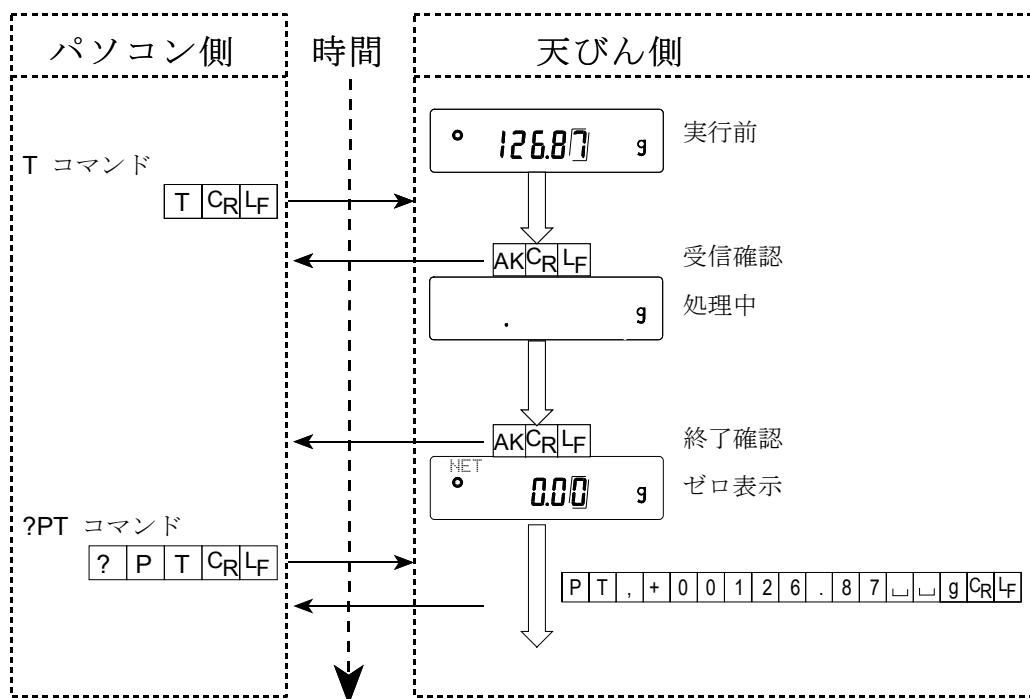 パソコン側 時間 天びん側
126.87 g 実行前
T コマンド
T CR LF
AK CR LF 受信確認
. g 処理中
AK CR LF 終了確認
NET
0.00 g ゼロ表示
?PT コマンド
? P T CR LF
P T , + 0 0 1 2 6 . 8 7 ␣ ␣ g CR LF